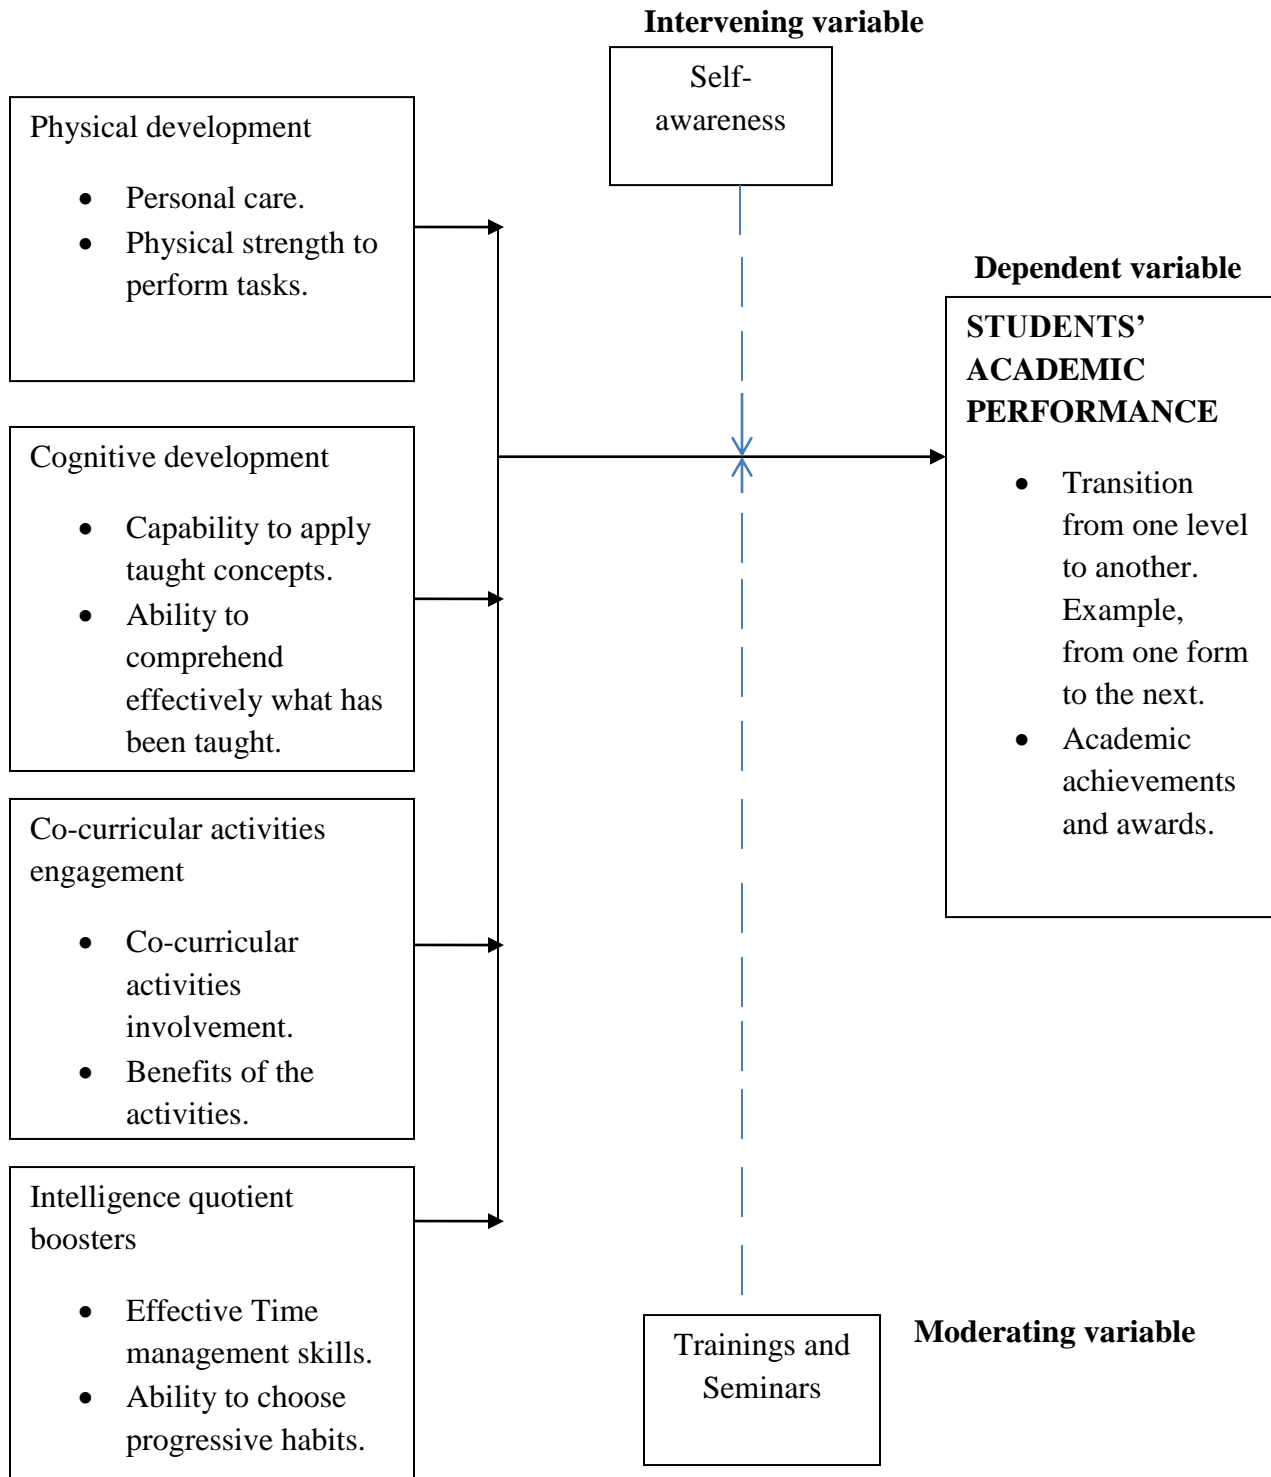 Intervening variable
Self-
awareness
Physical development
• Personal care.
• Physical strength to
perform tasks.
Cognitive development
• Capability to apply
taught concepts.
• Ability to
comprehend
effectively what has
been taught.
Co-curricular activities
engagement
• Co-curricular
activities
involvement.
• Benefits of the
activities.
Intelligence quotient
boosters
• Effective Time
management skills.
• Ability to choose
progressive habits.
Dependent variable
STUDENTS’
ACADEMIC
PERFORMANCE
• Transition
from one level
to another.
Example,
from one form
to the next.
• Academic
achievements
and awards.
Trainings and
Seminars
Moderating variable